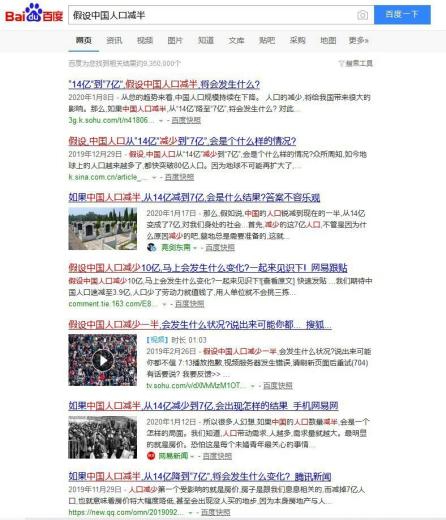 Baidu百度
假设中国人口减半
百度一下
网页 资讯 视频 图片 知道 文库 贴吧 采购 地图 更多»
百度为您找到相关结果约9,350,000个
搜索工具
"14亿"到"7亿",假设中国人口减半,将会发生什么?
2020年1月8日 - 从总的趋势来看,中国人口规模持续在下降。 人口的减少,将给我国带来很大的影响。那么,如果中国人口减半,从"14亿"降至"7亿",将会发生什么? 对此...
3g.k.sohu.com/t/n41806... - 百度快照
假设,中国人口从"14亿"减少到"7亿",会是个什么样的情况?
2019年12月29日 - 假设,中国人口从"14亿"减少到"7亿",会是个什么样的情况?众所周知,如今地球上的人口越来越多了,都快突破80亿人口。因为地球不可能再扩大了,...
k.sina.com.cn/article_... - 百度快照
如果中国人口减半,从14亿减到7亿,会是什么结果?答案不容乐观
2020年1月17日 - 那么,假如说,中国的人口锐减到现在的一半,从14亿
变成了7亿,对我们身处的社会...首先,减少的这7亿人口,不管是因为什
么原因减少的吧,墓地总是需要准备的,这就...
亮剑东南 - 百度快照
假设中国人口减少10亿,马上会发生什么变化?一起来见识下! 网易跟贴
假设中国人口减少10亿,马上会发生什么变化?一起来见识下![查看原文] 快速发贴 ...我们期待中国人口速减至3.9亿,人口少了劳动力就值钱了,用人单位就不会挑三拣...
comment.tie.163.com/E8... - 百度快照
假设中国人口减少一半,会发生什么状况?说出来可能你都... 搜狐...
【视频】 时长 01:03
2019年2月26日 - 假设中国人口减少一半,会发生什么状况?说出来可能
你都不信 7:13播放抱歉,视频服务器发生错误,请刷新页面后重试(704)
有话要说? 我要反馈>> ...
tv.sohu.com/v/dXMvMzM1OT... - 百度快照
如果中国人口减半,从14亿减少到7亿,会出现怎样的结果 手机网易网
2020年1月12日 - 所以很多人幻想,如果中国的人口数量减半,会是一个
怎样的局面。我们知道,人口带动需求,人越多,需求量就越大。最明显
的就是房价。恐怕这是每个未婚青年最关心的事情...
网易新闻 - 百度快照
如果中国人口减半,从14亿降到"7亿",将会发生什么变化? 腾讯新闻
2019年11月29日 - 人口减少第一个受影响的就是房价,房子是跟我们息息相关的,而减掉7亿人口,也就意味着房价大幅度降低,甚至会出现没人买的地步,因为本身房地产与人...
https://new.qq.com/omn/2019092... - 百度快照